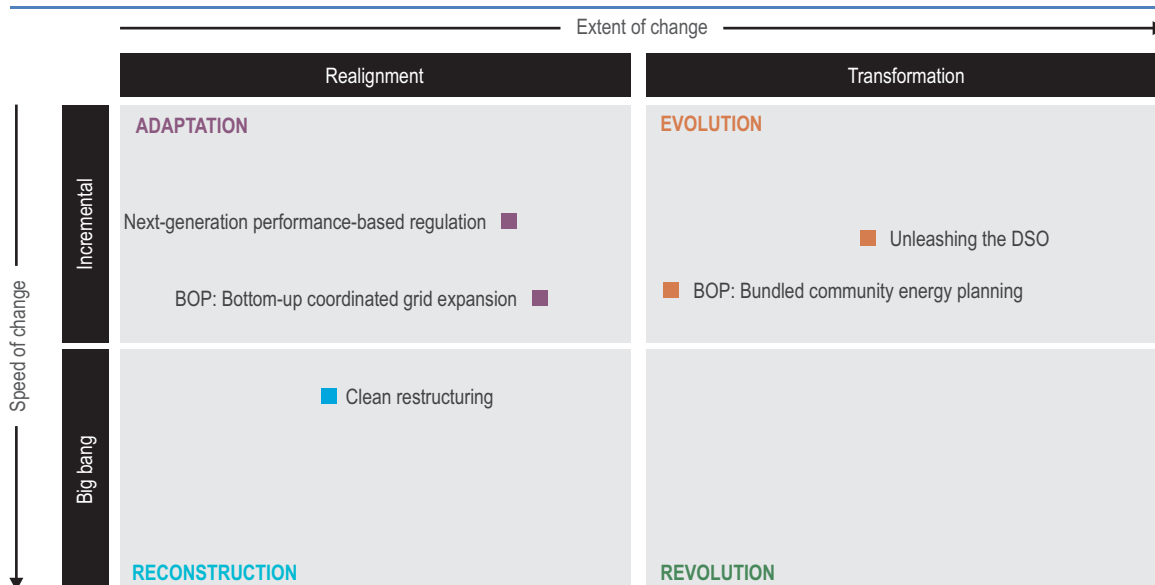 Extent of change
Realignment
Transformation
Speed of change
Incremental
ADAPTATION
Next-generation performance-based regulation
BOP: Bottom-up coordinated grid expansion
EVOLUTION
Unleashing the DSO
BOP: Bundled community energy planning
Big bang
Clean restructuring
RECONSTRUCTION
REVOLUTION